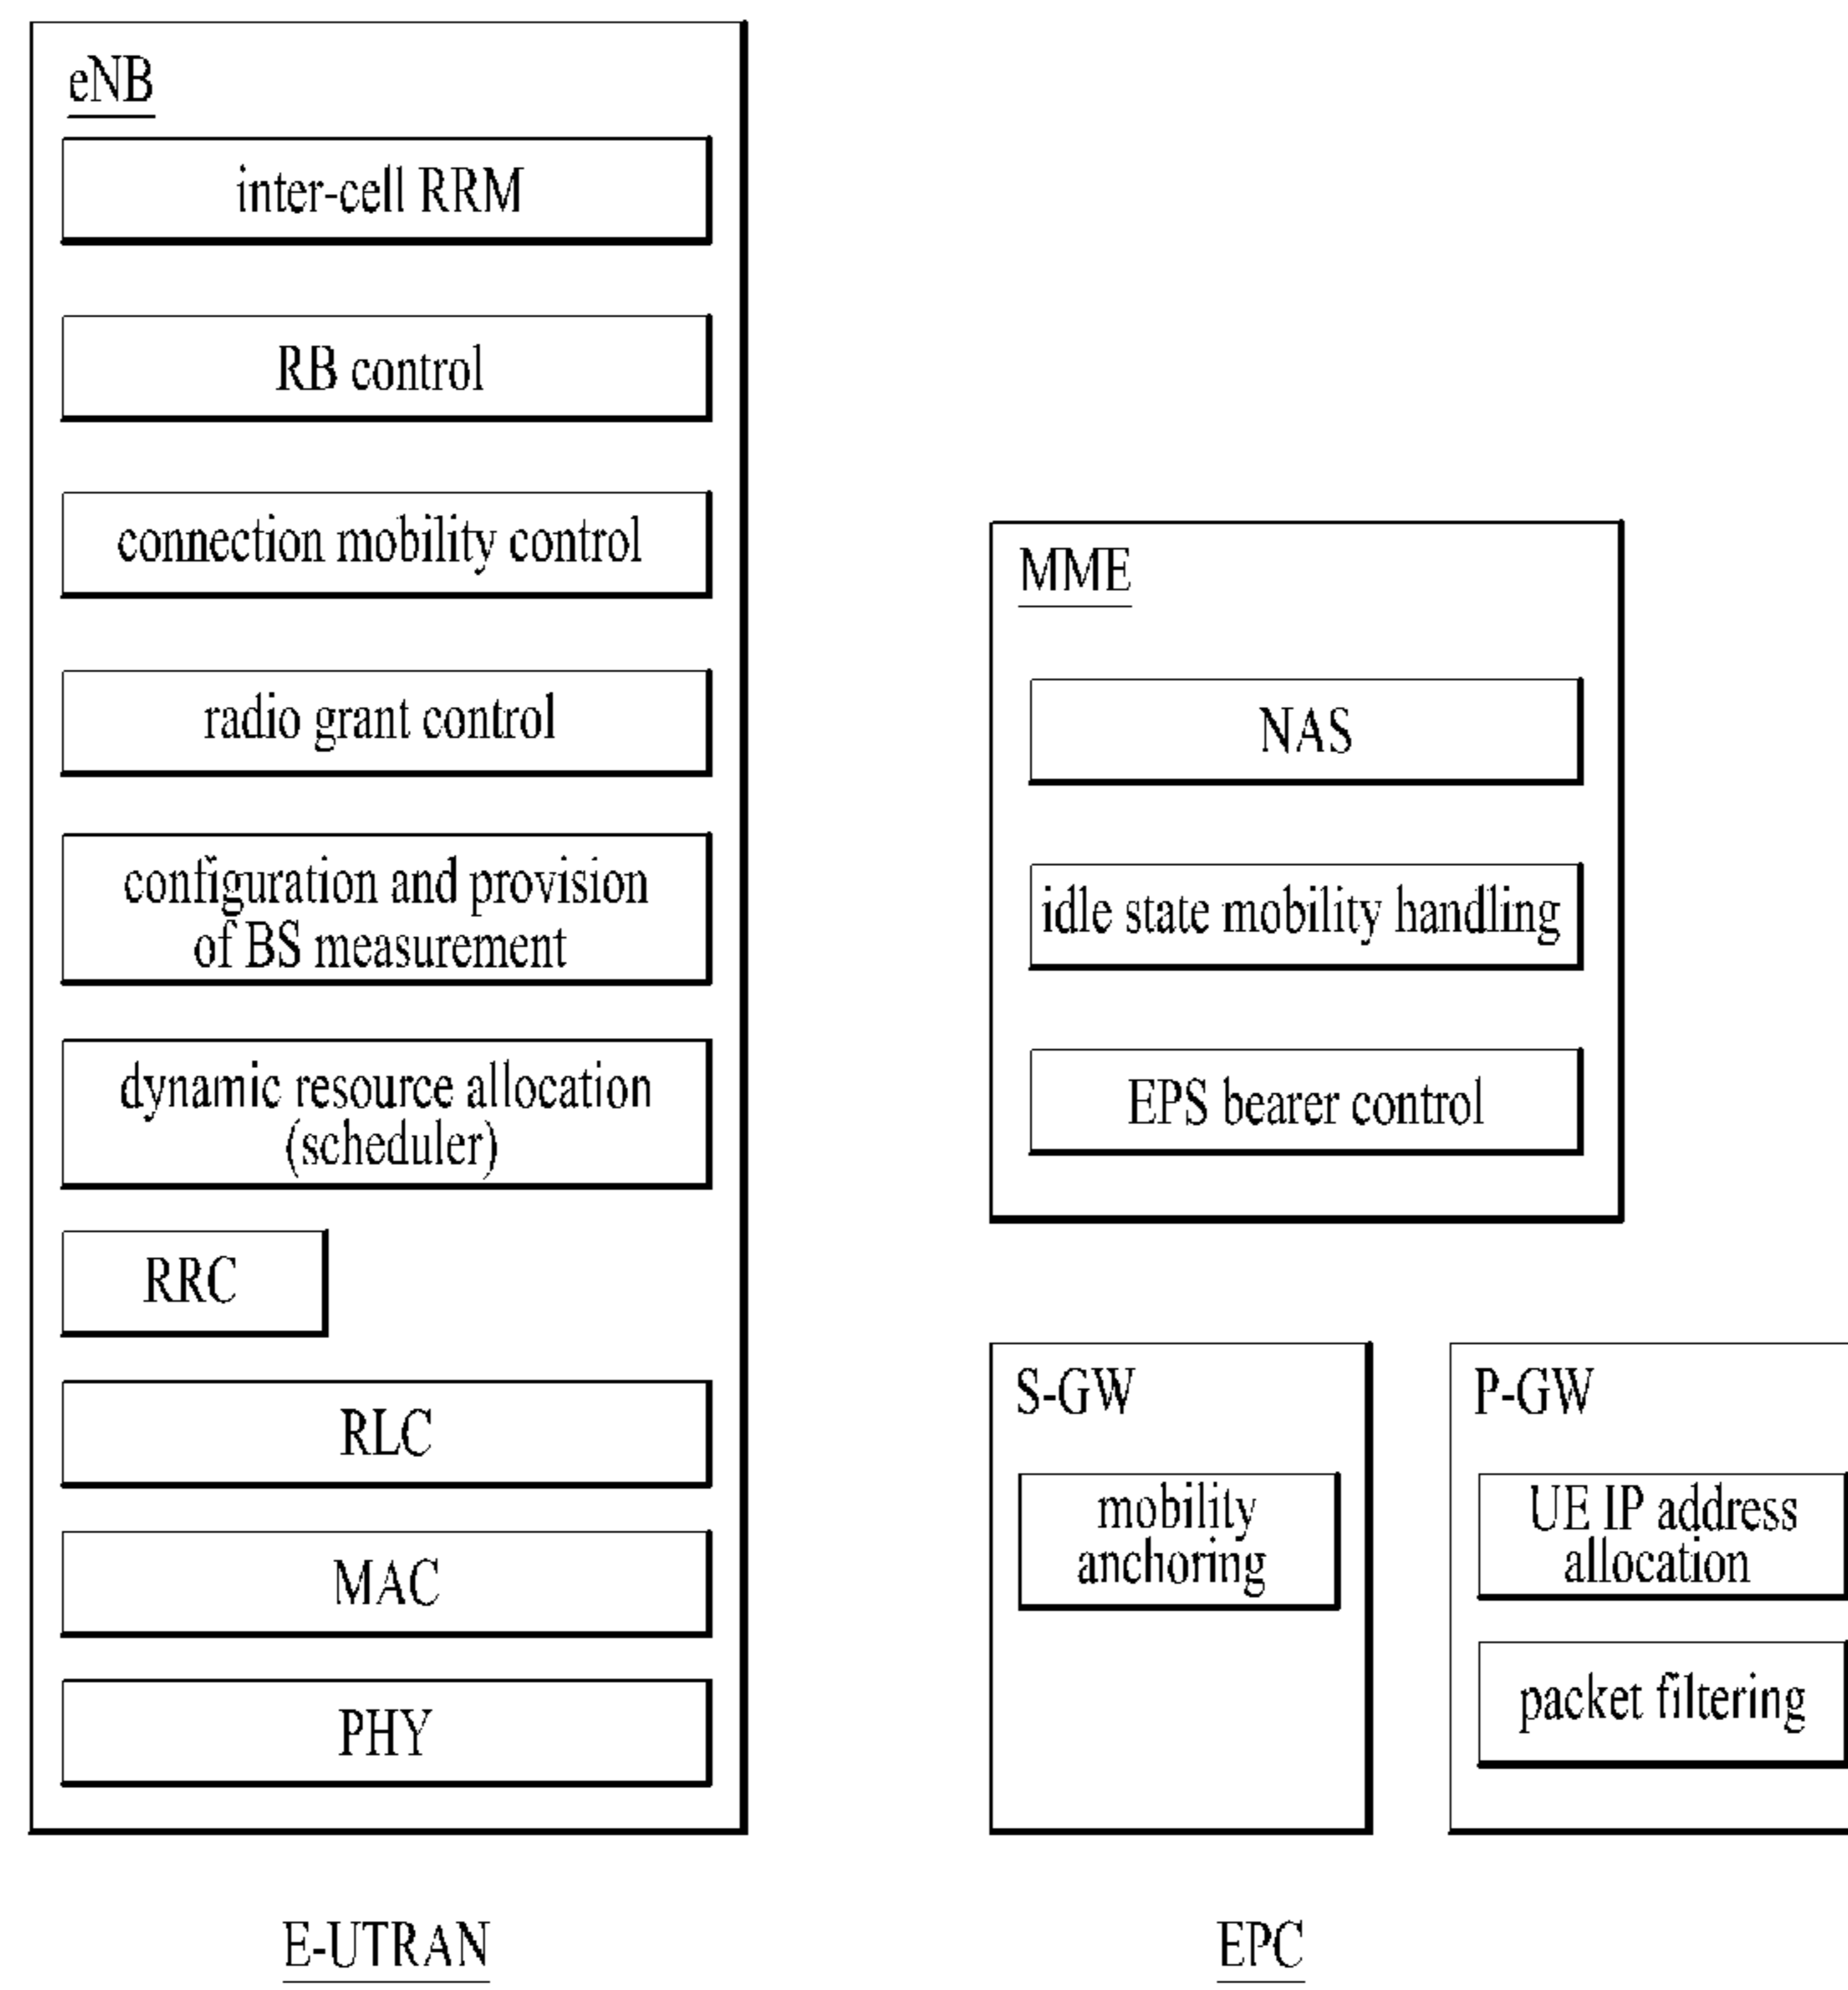 eNB
inter-cell RRM
RB control
connection mobility control
radio grant control
configuration and provision
of BS measurement
dynamic resource allocation
(scheduler)
RRC
RLC
MAC
PHY
E-UTRAN
MME
NAS
idle state mobility handling
EPS bearer control
S-GW
mobility
anchoring
P-GW
UE IP address
allocation
packet filtering
EPC